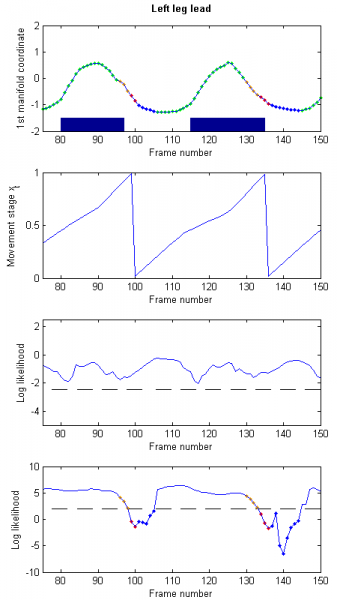 Left leg lead
1st manifold coordinate
2
1
0
-1
-2
80 90 100 110 120 130 140 150
Frame number
Movement stage xt
1
0.5
0
80 90 100 110 120 130 140 150
Frame number
Log likelihood
2
0
-2
-4
80 90 100 110 120 130 140 150
Frame number
Log likelihood
10
5
0
-5
-10
80 90 100 110 120 130 140 150
Frame number